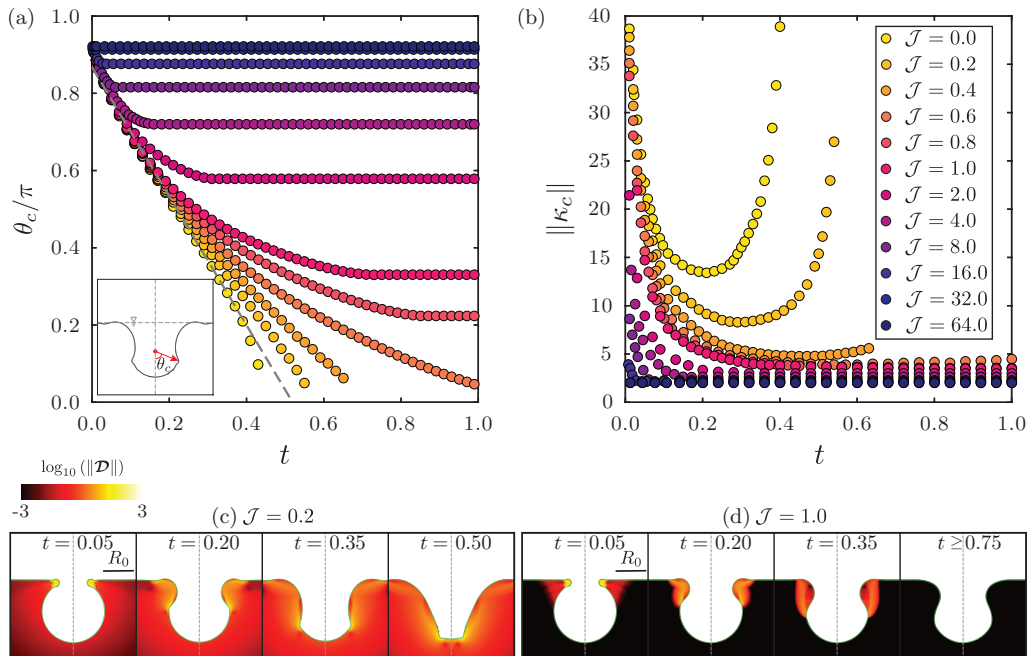 (a)
1.0
0.8
0.6
0.4
0.2
0.0
θ_c/π
0.0 0.2 0.4 0.6 0.8 1.0
t
θ_c
(b)
40
35
30
25
20
15
10
5
0
||κ_c||
0.0 0.2 0.4 0.6 0.8 1.0
t
𝒥 = 0.0
𝒥 = 0.2
𝒥 = 0.4
𝒥 = 0.6
𝒥 = 0.8
𝒥 = 1.0
𝒥 = 2.0
𝒥 = 4.0
𝒥 = 8.0
𝒥 = 16.0
𝒥 = 32.0
𝒥 = 64.0
log₁₀ (‖𝓓‖)
-3 3
(c) 𝒥 = 0.2
t = 0.05 t = 0.20 t = 0.35 t = 0.50
R₀
(d) 𝒥 = 1.0
t = 0.05 t = 0.20 t = 0.35 t ≥ 0.75
R₀